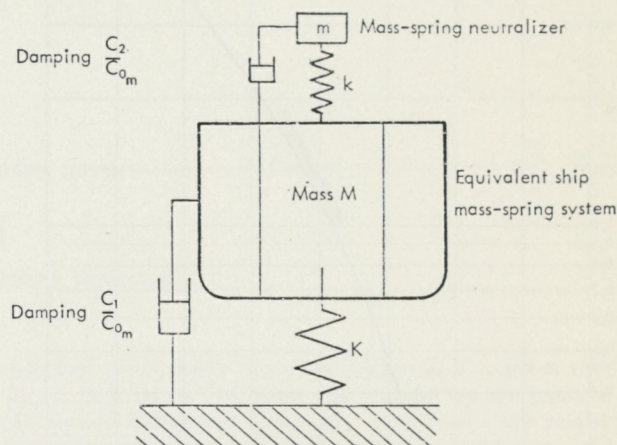 m
Mass-spring neutralizer
Damping C₂/C₀ₘ
k
Mass M
Equivalent ship
mass-spring system
Damping C₁/C₀ₘ
K